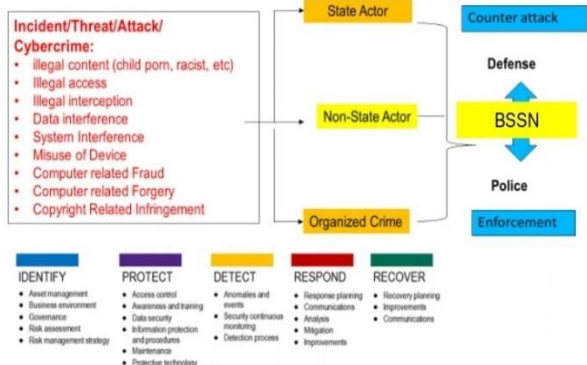 Incident/Threat/Attack/
Cybercrime:
• illegal content (child porn, racist, etc)
• Illegal access
• Illegal interception
• Data interference
• System Interference
• Misuse of Device
• Computer related Fraud
• Computer related Forgery
• Copyright Related Infringement
State Actor
Non-State Actor
Organized Crime
Counter attack
Defense
BSSN
Police
Enforcement
IDENTIFY
• Asset management
• Business environment
• Governance
• Risk assessment
• Risk management strategy
PROTECT
• Access control
• Awareness and training
• Data security
• Information protection
and procedures
• Maintenance
• Protective technology
DETECT
• Anomalies and
events
• Security continuous
monitoring
• Detection process
RESPOND
• Response planning
• Communications
• Analysis
• Mitigation
• Improvements
RECOVER
• Recovery planning
• Improvements
• Communications